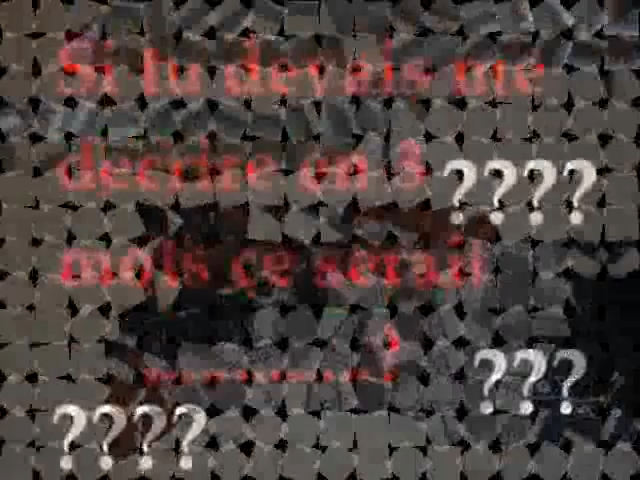 Si tu devais me
decrire en 3
????
mots ce serait
..............?
???
????